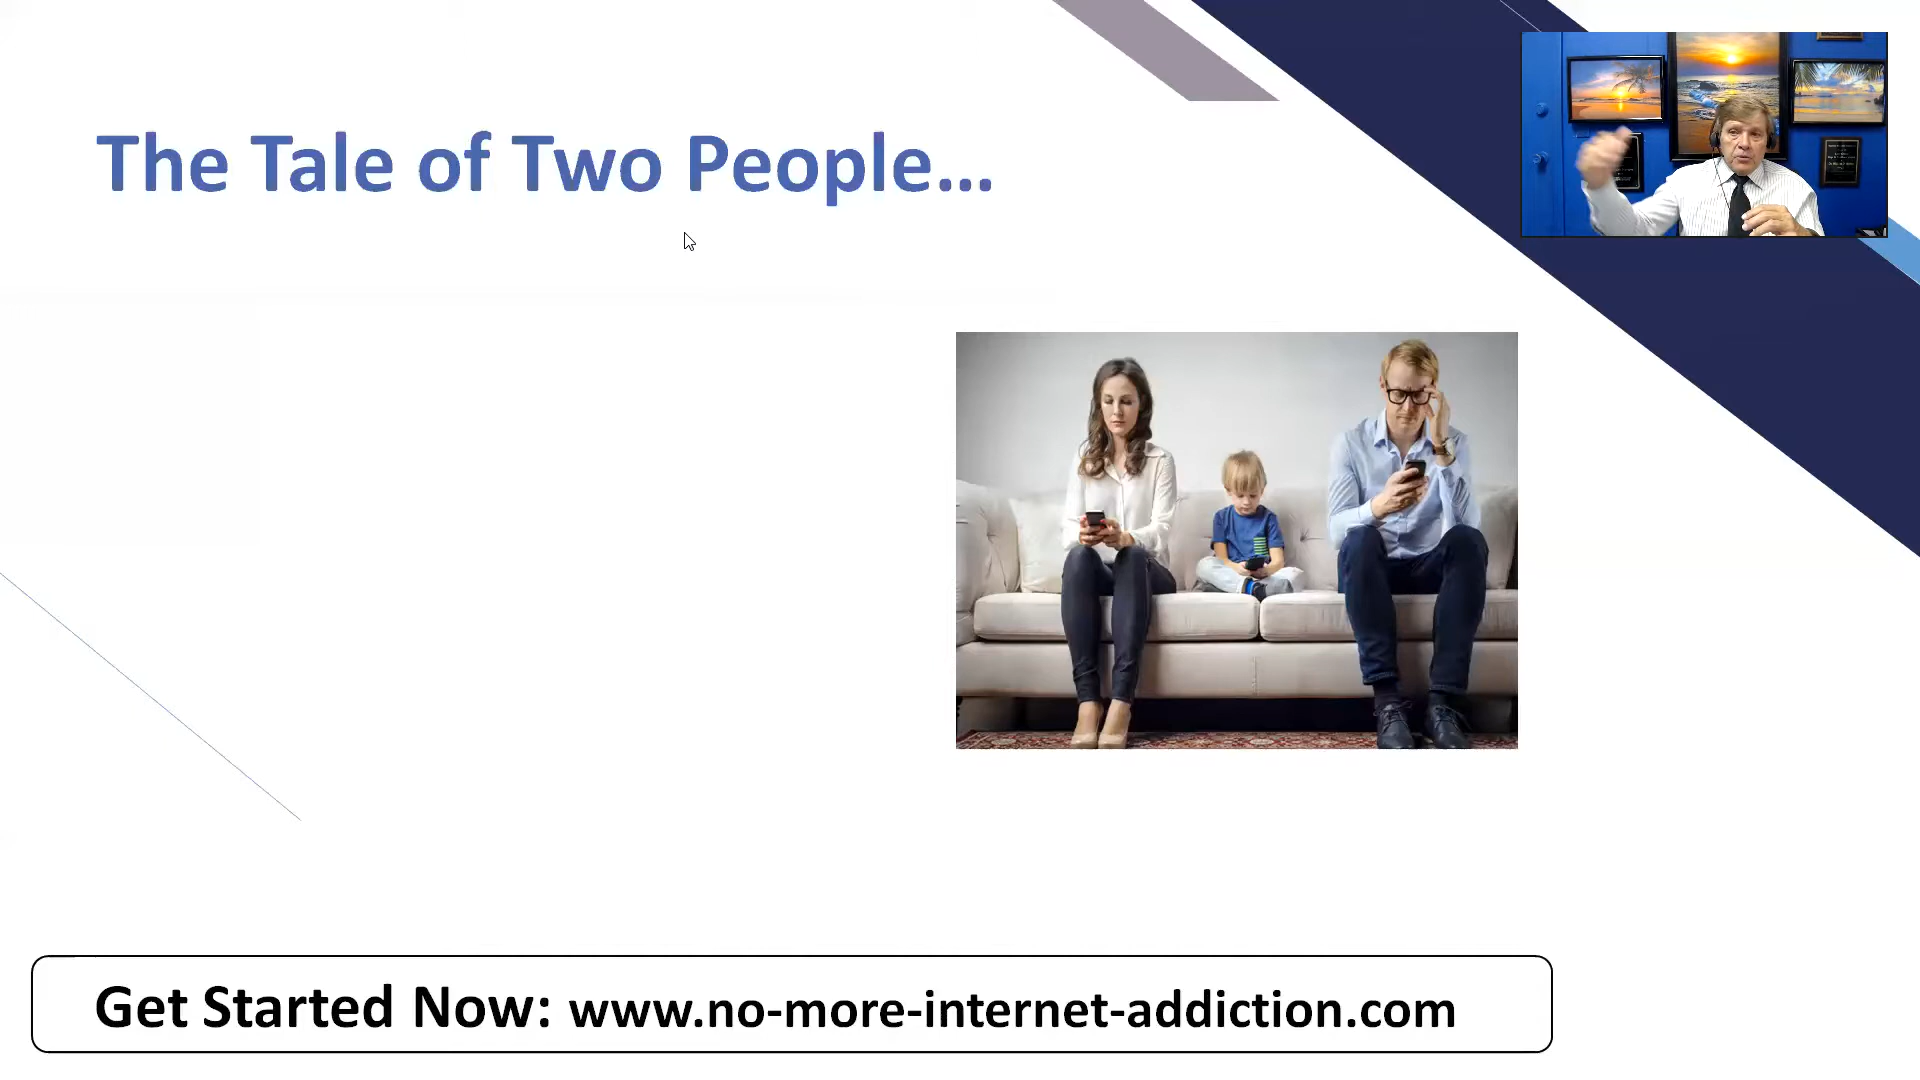 The Tale of Two People...
Get Started Now: www.no-more-internet-addiction.com